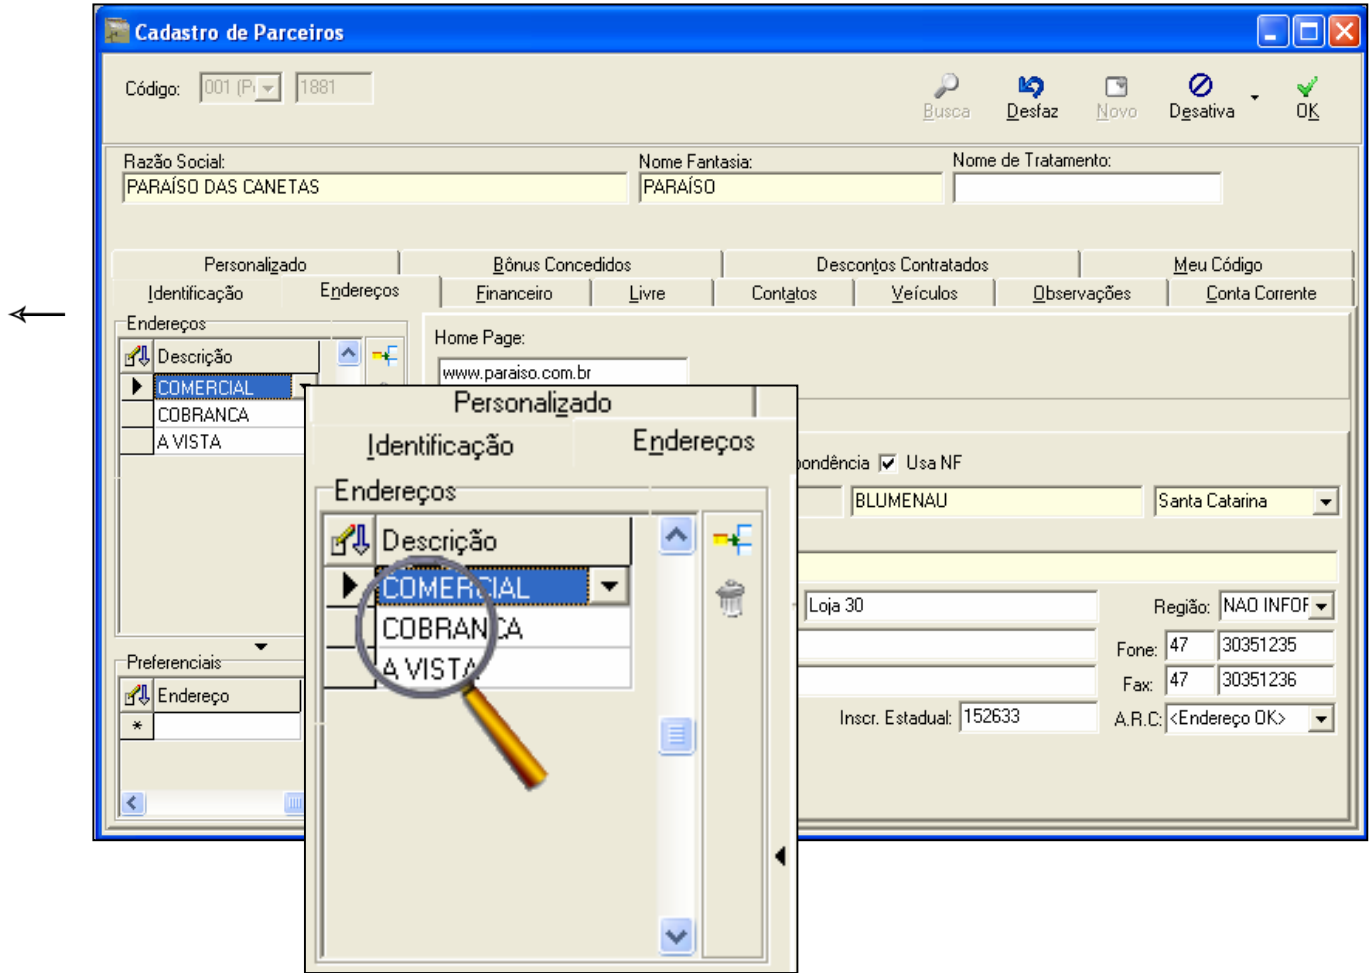 Cadastro de Parceiros
Código: 001 (P 1881
Busca Desfaz Novo Desativa OK
Razão Social: Nome Fantasia: Nome de Tratamento:
PARAÍSO DAS CANETAS PARAÍSO
Personalizado Bônus Concedidos Descontos Contratados Meu Código
Identificação Endereços Financeiro Livre Contatos Veículos Observações Conta Corrente
Endereços
Descrição
COMERCIAL
COBRANCA
A VISTA
Home Page:
www.paraiso.com.br
pondência Usa NF
BLUMENAU Santa Catarina
Loja 30 Região: NAO INFOR
Fone: 47 30351235
Fax: 47 30351236
Inscr. Estadual: 152633 A.R.C: <Endereço OK>
Preferenciais
Endereço
*
Personalizado
Identificação Endereços
Endereços
Descrição
COMERCIAL
COBRANCA
A VISTA